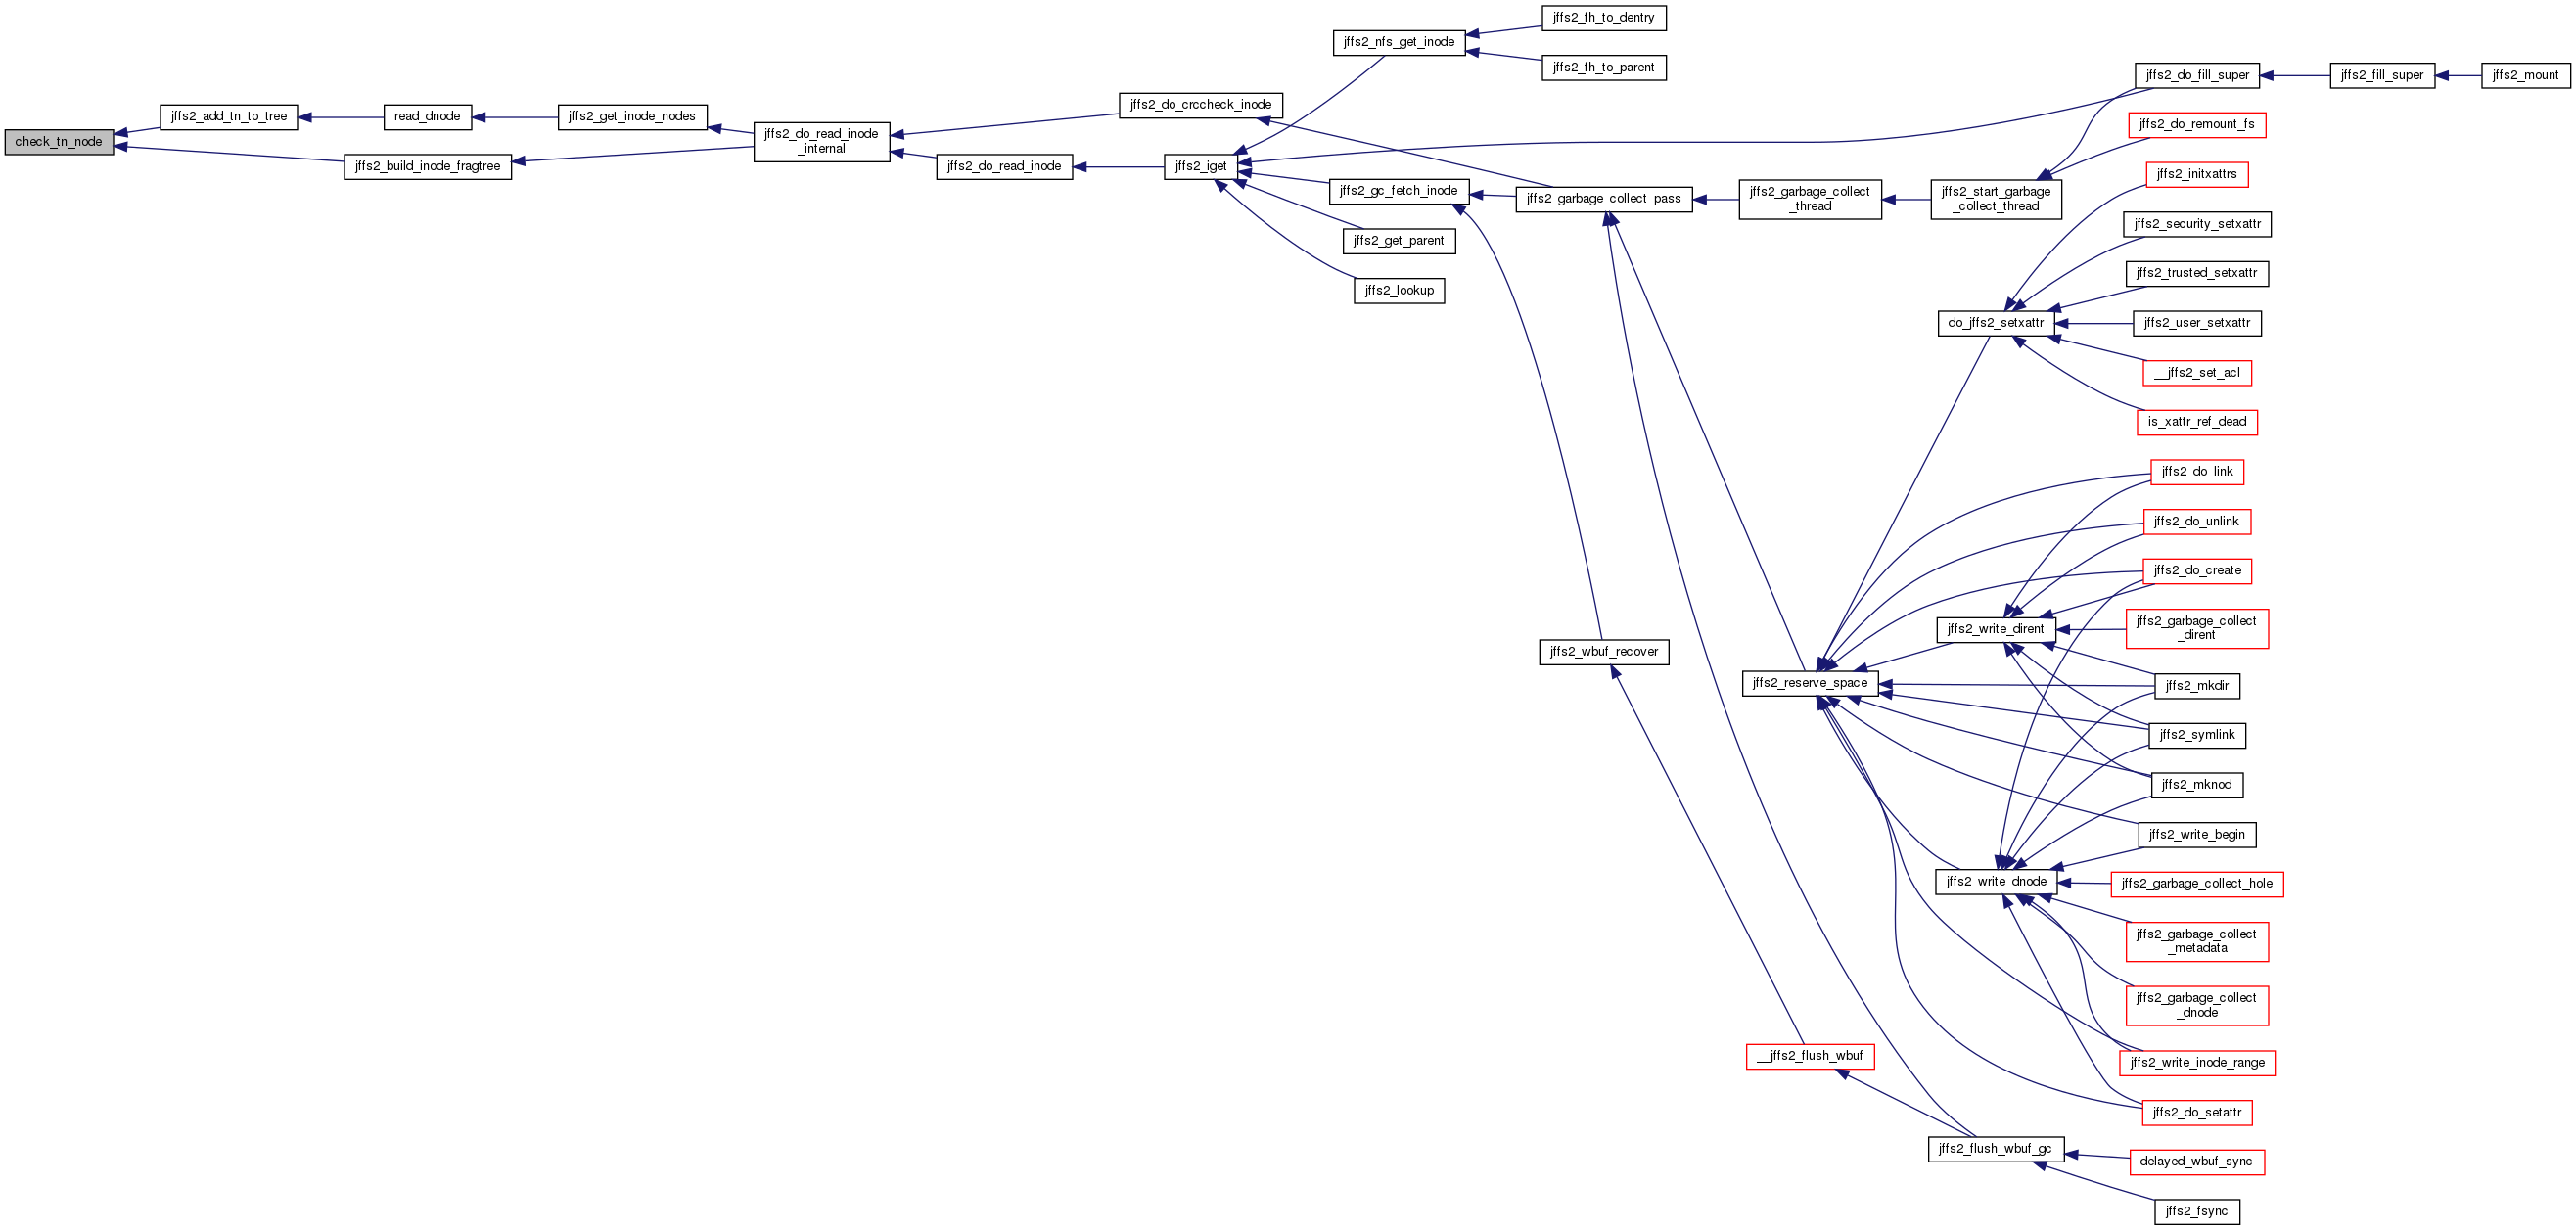 check_tn_node
jffs2_add_tn_to_tree
jffs2_build_inode_fragtree
read_dnode
jffs2_get_inode_nodes
jffs2_do_read_inode
_internal
jffs2_do_crccheck_inode
jffs2_do_read_inode
jffs2_iget
jffs2_nfs_get_inode
jffs2_gc_fetch_inode
jffs2_get_parent
jffs2_lookup
jffs2_fh_to_dentry
jffs2_fh_to_parent
jffs2_garbage_collect_pass
jffs2_wbuf_recover
jffs2_garbage_collect
_thread
jffs2_reserve_space
__jffs2_flush_wbuf
jffs2_start_garbage
_collect_thread
do_jffs2_setxattr
jffs2_write_dirent
jffs2_write_dnode
jffs2_flush_wbuf_gc
jffs2_do_fill_super
jffs2_do_remount_fs
jffs2_initxattrs
jffs2_security_setxattr
jffs2_trusted_setxattr
jffs2_user_setxattr
__jffs2_set_acl
is_xattr_ref_dead
jffs2_do_link
jffs2_do_unlink
jffs2_do_create
jffs2_garbage_collect
_dirent
jffs2_mkdir
jffs2_symlink
jffs2_mknod
jffs2_write_begin
jffs2_garbage_collect_hole
jffs2_garbage_collect
_metadata
jffs2_garbage_collect
_dnode
jffs2_write_inode_range
jffs2_do_setattr
delayed_wbuf_sync
jffs2_fsync
jffs2_fill_super
jffs2_mount